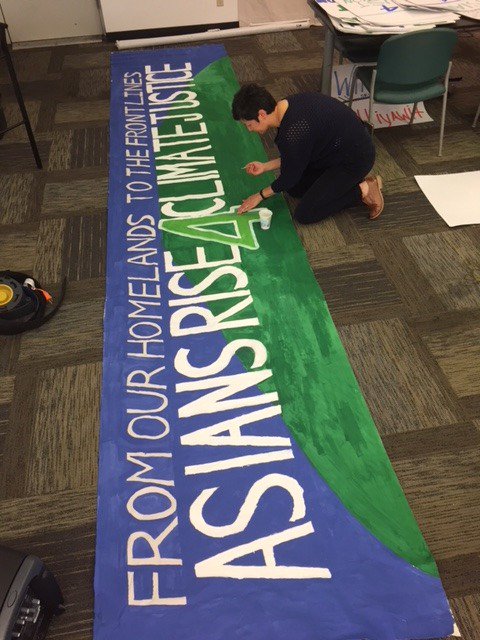 FROM OUR HOMELANDS TO THE FRONTLINES
ASIANS RISE 4 CLIMATE JUSTICE